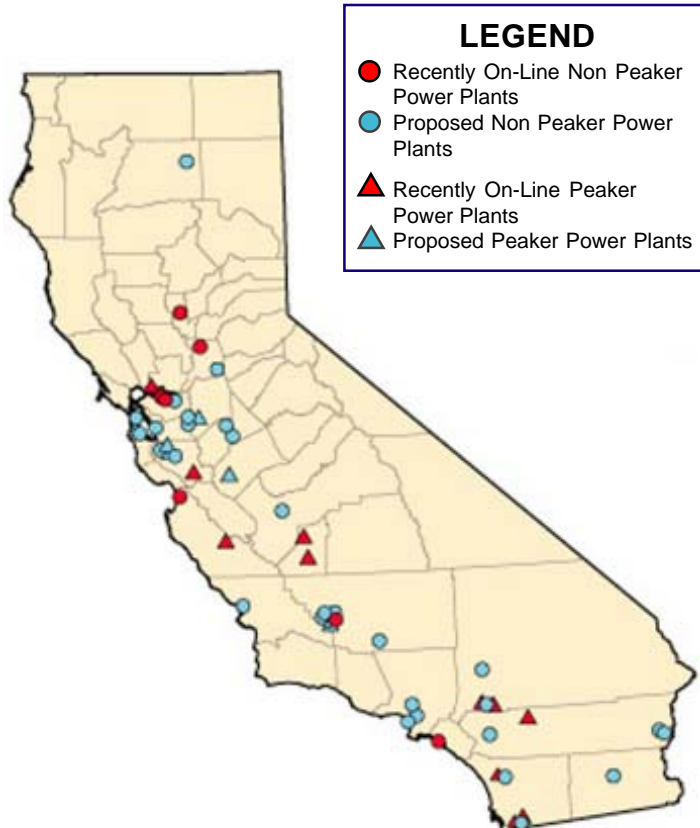 LEGEND
Recently On-Line Non Peaker
Power Plants
Proposed Non Peaker Power
Plants
Recently On-Line Peaker
Power Plants
Proposed Peaker Power Plants